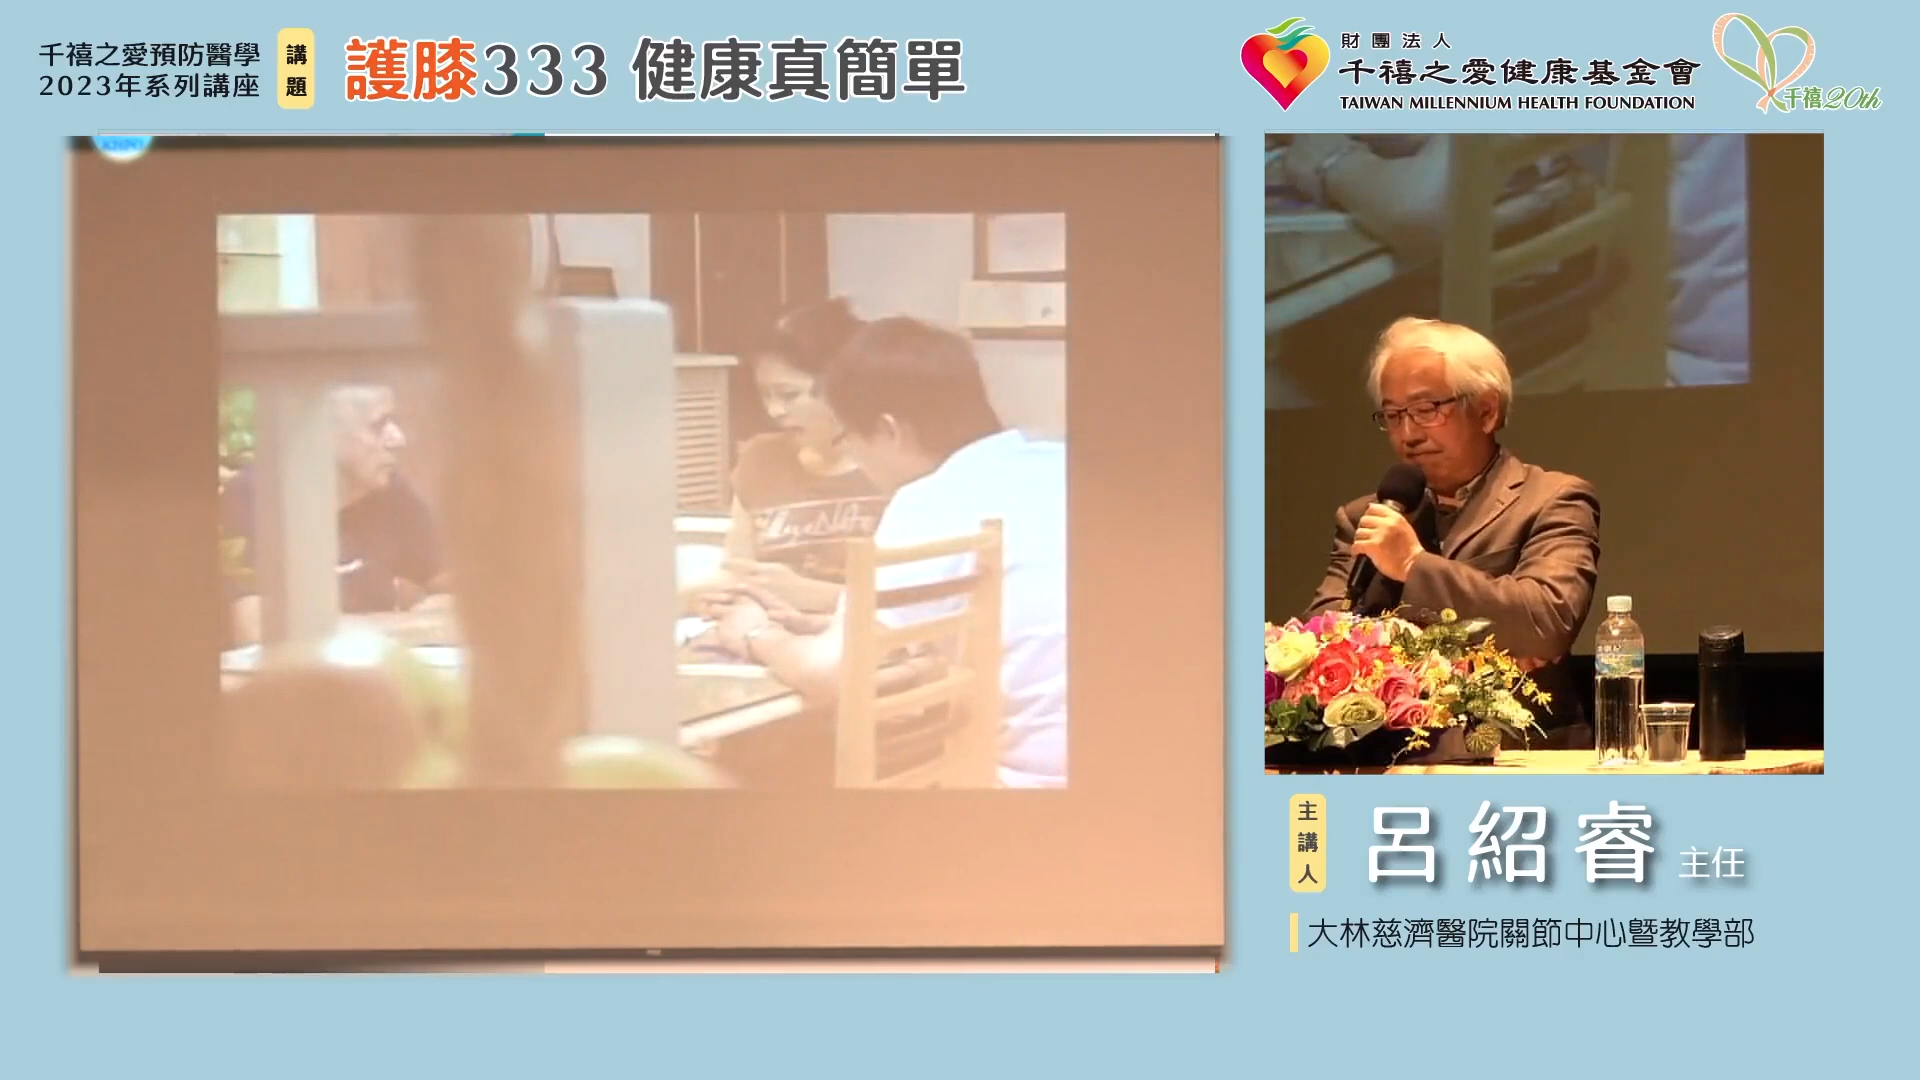 千禧之愛預防醫學
2023年系列講座
講題
護膝333 健康真簡單
財團法人
千禧之愛健康基金會
TAIWAN MILLENNIUM HEALTH FOUNDATION
千禧20th
主講人
呂紹睿 主任
大林慈濟醫院關節中心暨教學部